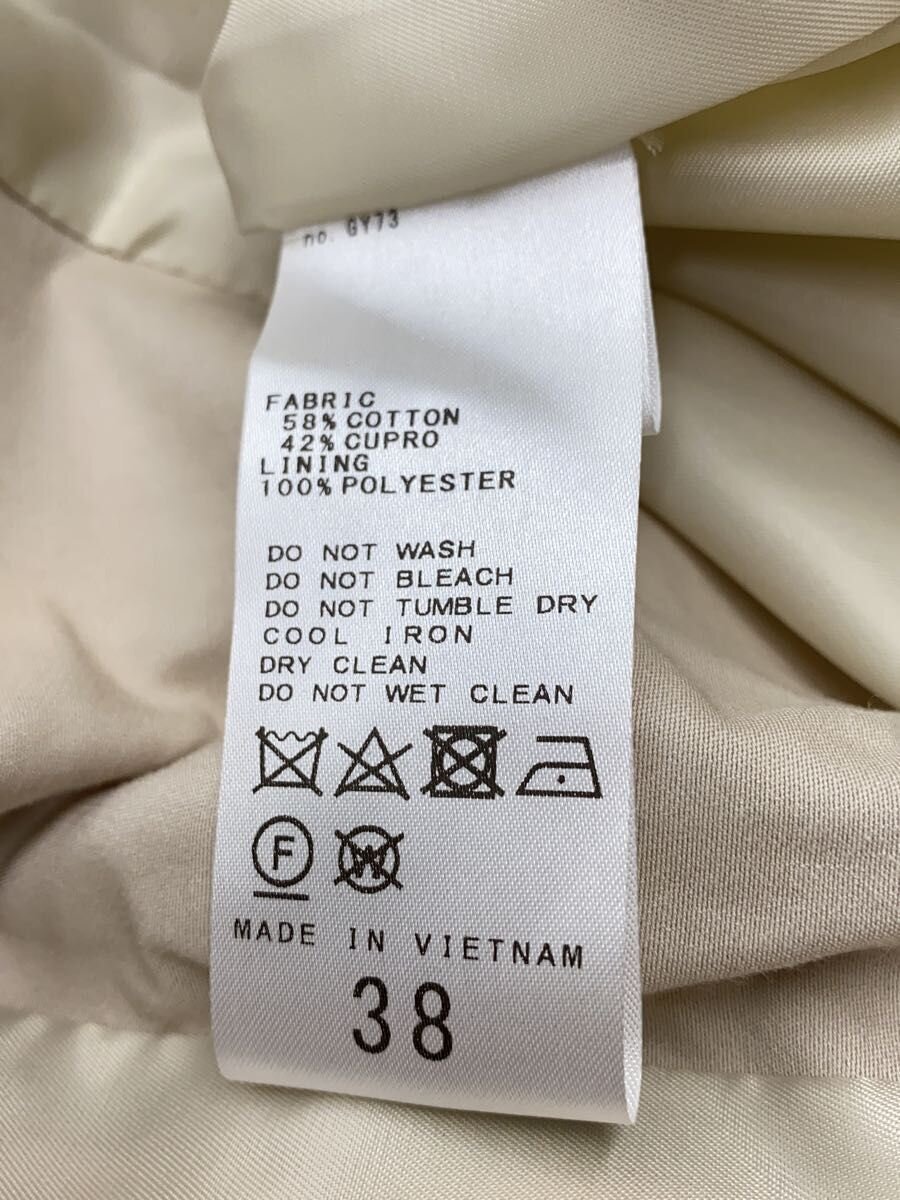 no. GY73
FABRIC
58% COTTON
42% CUPRO
LINING
100% POLYESTER
DO NOT WASH
DO NOT BLEACH
DO NOT TUMBLE DRY
COOL IRON
DRY CLEAN
DO NOT WET CLEAN
F W
MADE IN VIETNAM
38